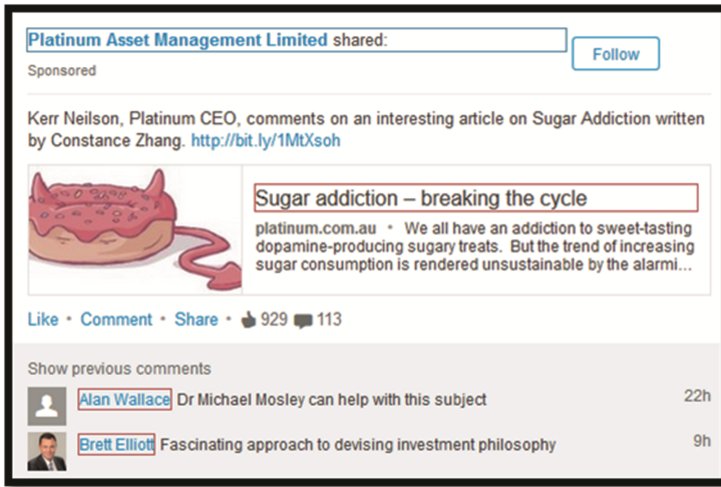 Platinum Asset Management Limited shared:
Follow
Sponsored
Kerr Neilson, Platinum CEO, comments on an interesting article on Sugar Addiction written
by Constance Zhang. http://bit.ly/1MtXsoh
Sugar addiction – breaking the cycle
platinum.com.au • We all have an addiction to sweet-tasting
dopamine-producing sugary treats. But the trend of increasing
sugar consumption is rendered unsustainable by the alarmi...
Like • Comment • Share • 929 113
Show previous comments
Alan Wallace Dr Michael Mosley can help with this subject 22h
Brett Elliott Fascinating approach to devising investment philosophy 9h